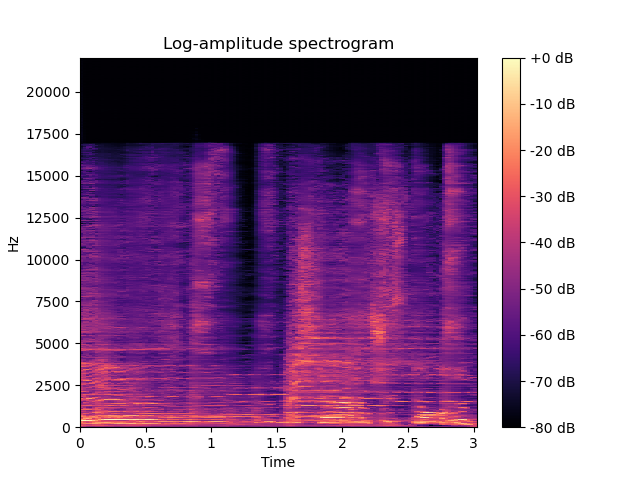 Log-amplitude spectrogram
Hz
20000
17500
15000
12500
10000
7500
5000
2500
0
0 0.5 1 1.5 2 2.5 3
Time
+0 dB
-10 dB
-20 dB
-30 dB
-40 dB
-50 dB
-60 dB
-70 dB
-80 dB